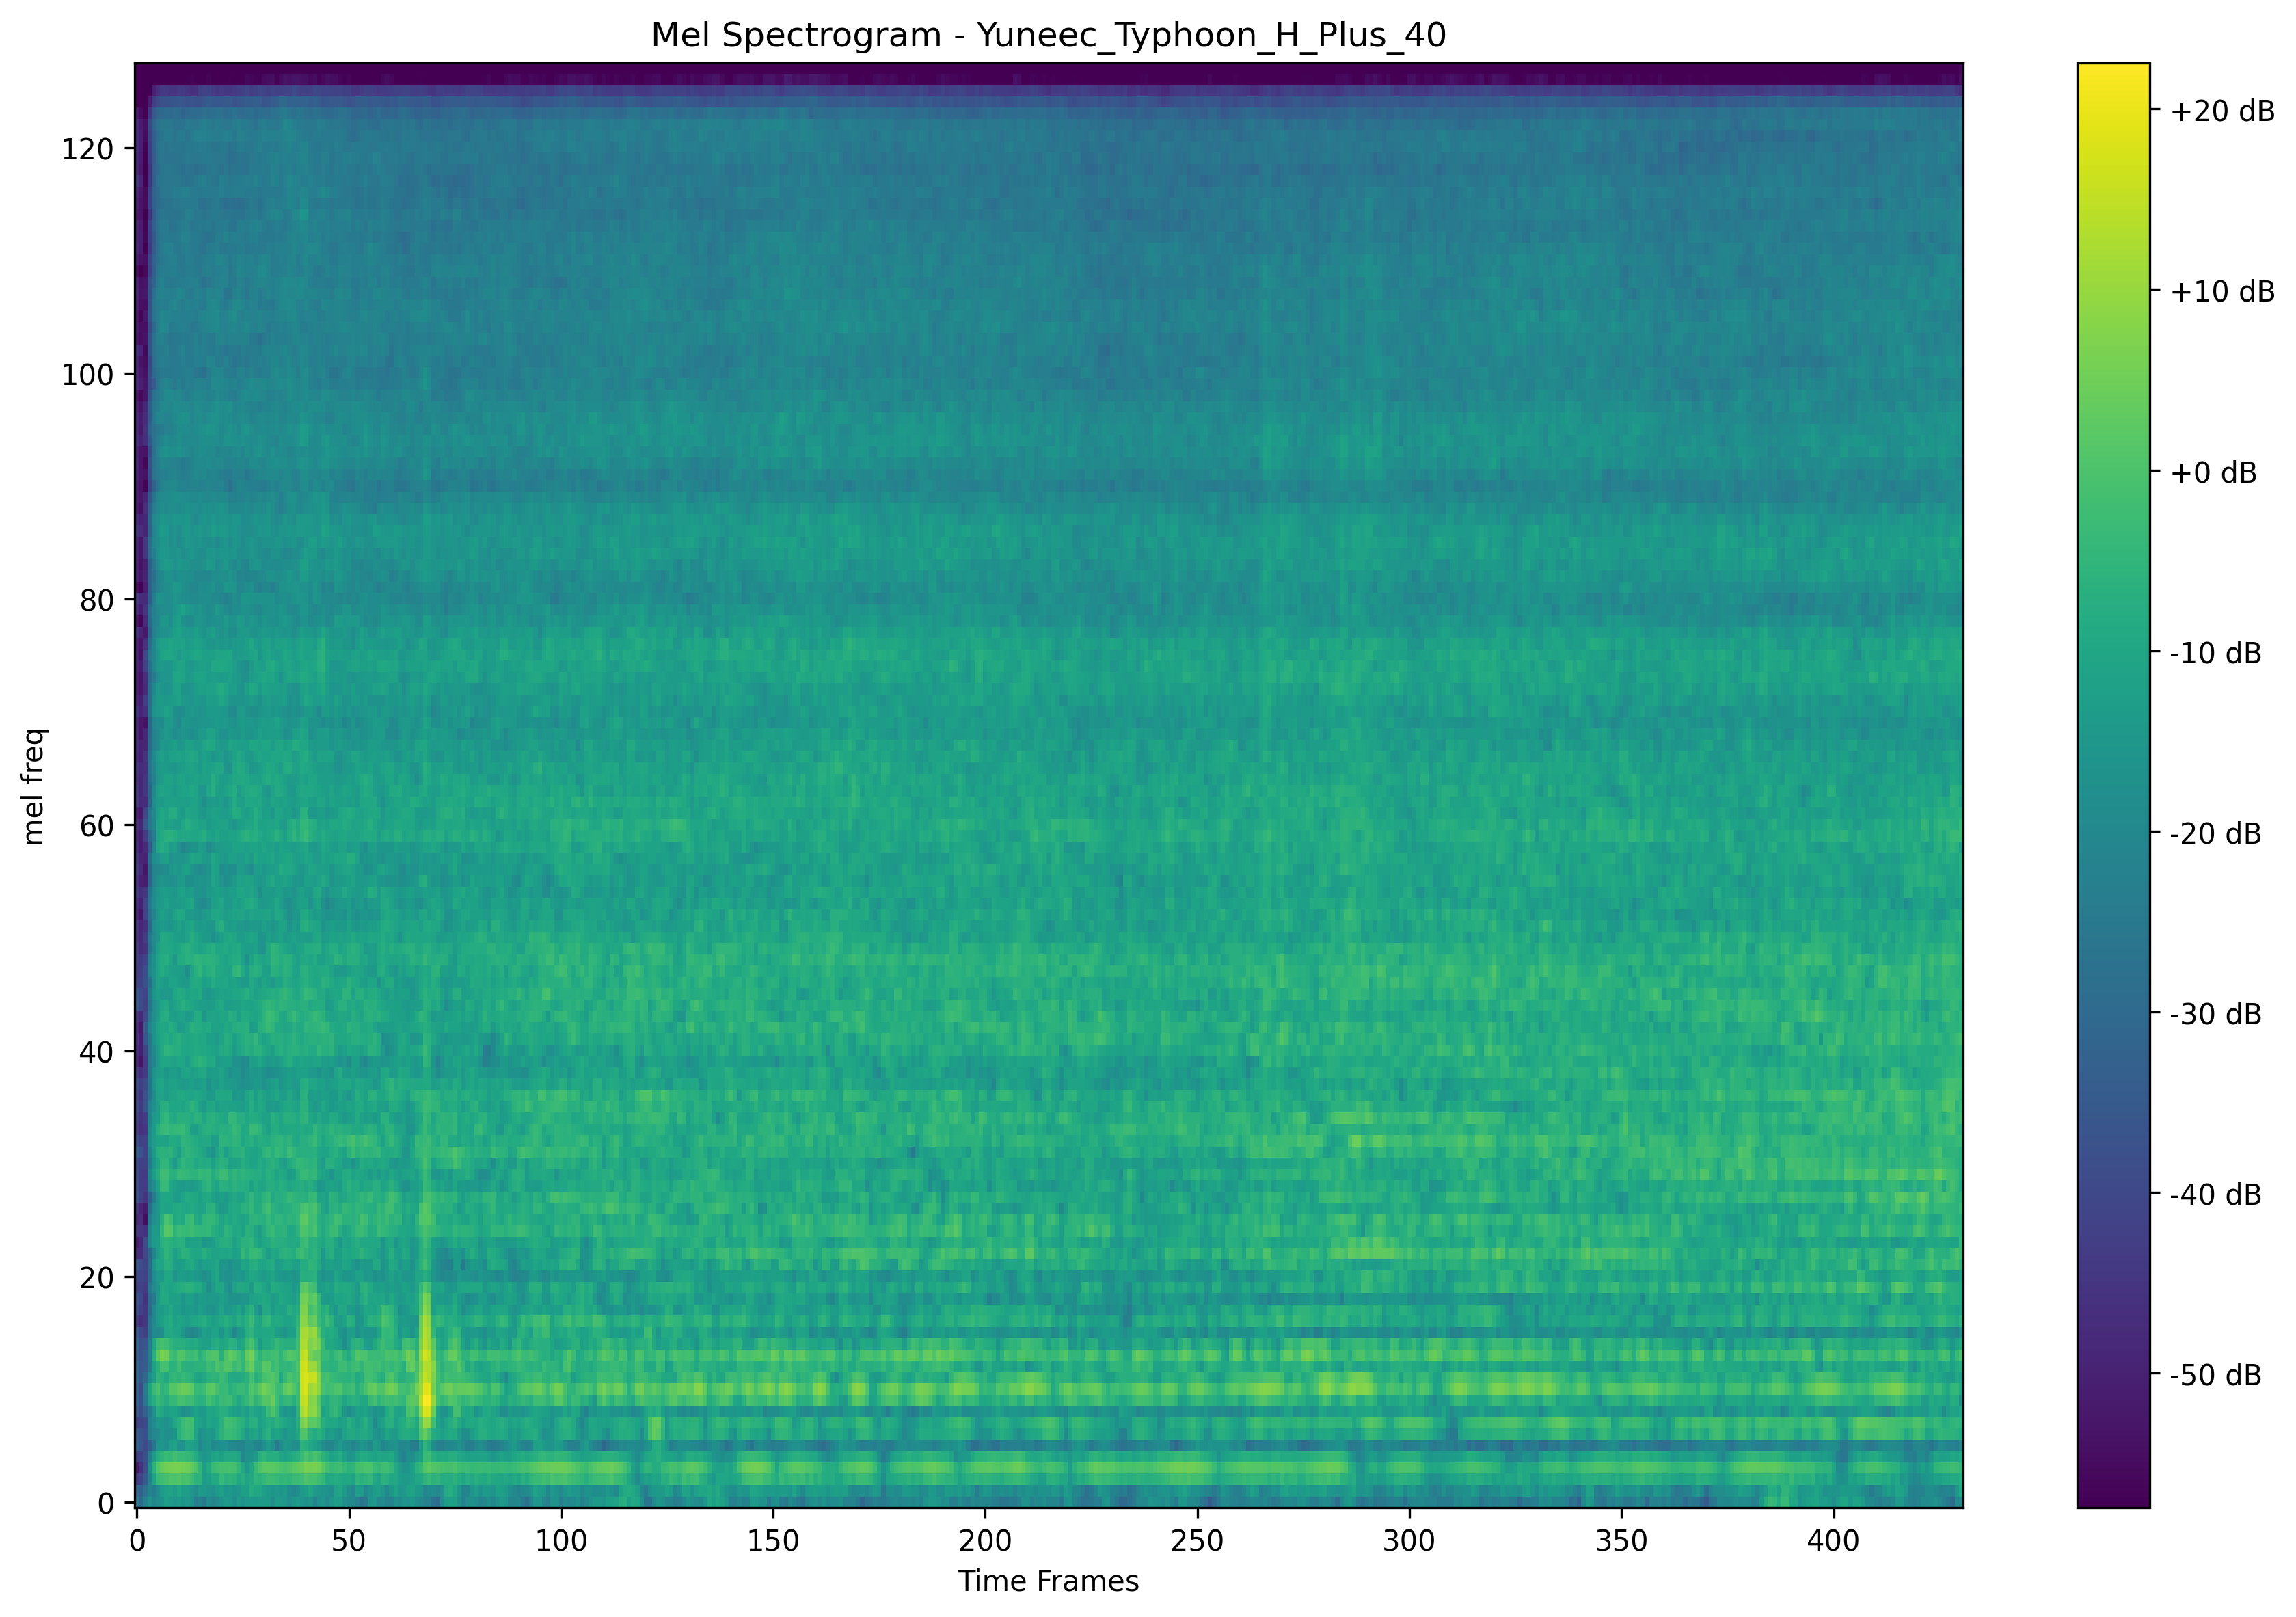 Mel Spectrogram - Yuneec_Typhoon_H_Plus_40
mel freq
120
100
80
60
40
20
0
0 50 100 150 200 250 300 350 400
Time Frames
+20 dB
+10 dB
+0 dB
-10 dB
-20 dB
-30 dB
-40 dB
-50 dB